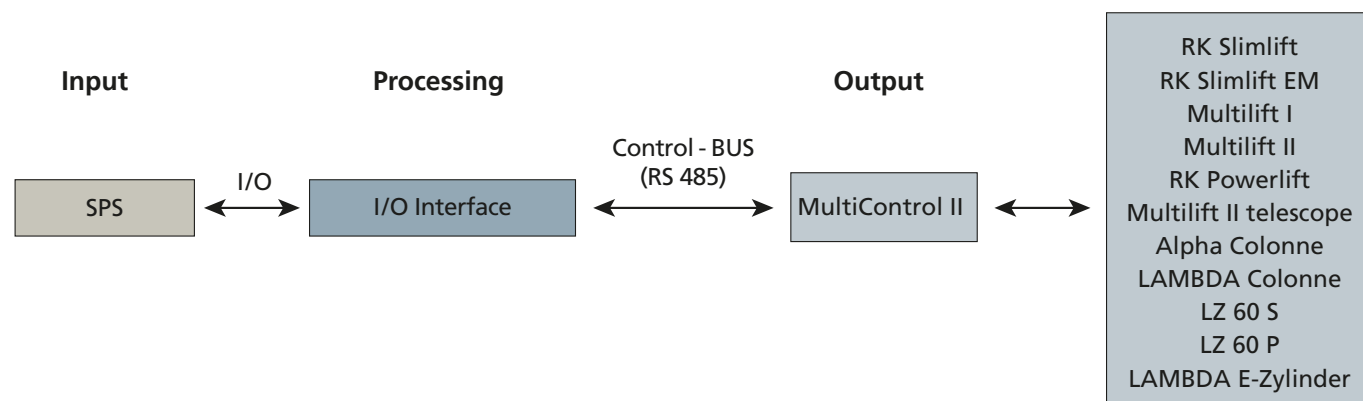 Input
Processing
Output
SPS
I/O
I/O Interface
Control - BUS
(RS 485)
MultiControl II
RK Slimlift
RK Slimlift EM
Multilift I
Multilift II
RK Powerlift
Multilift II telescope
Alpha Colonne
LAMBDA Colonne
LZ 60 S
LZ 60 P
LAMBDA E-Zylinder